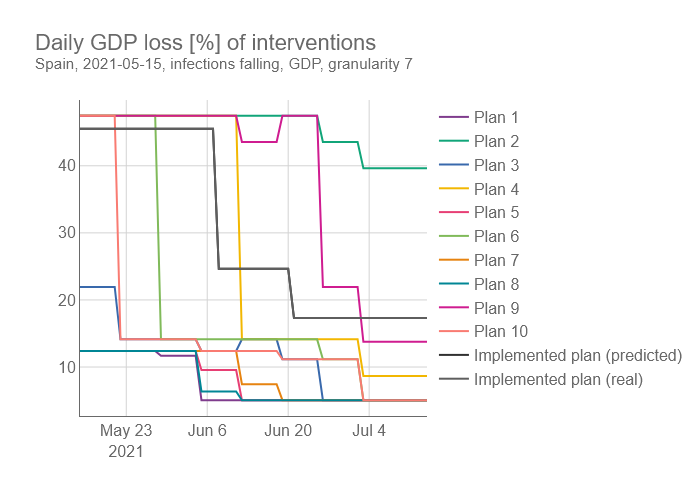 Daily GDP loss [%] of interventions
Spain, 2021-05-15, infections falling, GDP, granularity 7
40
30
20
10
May 23
2021
Jun 6
Jun 20
Jul 4
Plan 1
Plan 2
Plan 3
Plan 4
Plan 5
Plan 6
Plan 7
Plan 8
Plan 9
Plan 10
Implemented plan (predicted)
Implemented plan (real)